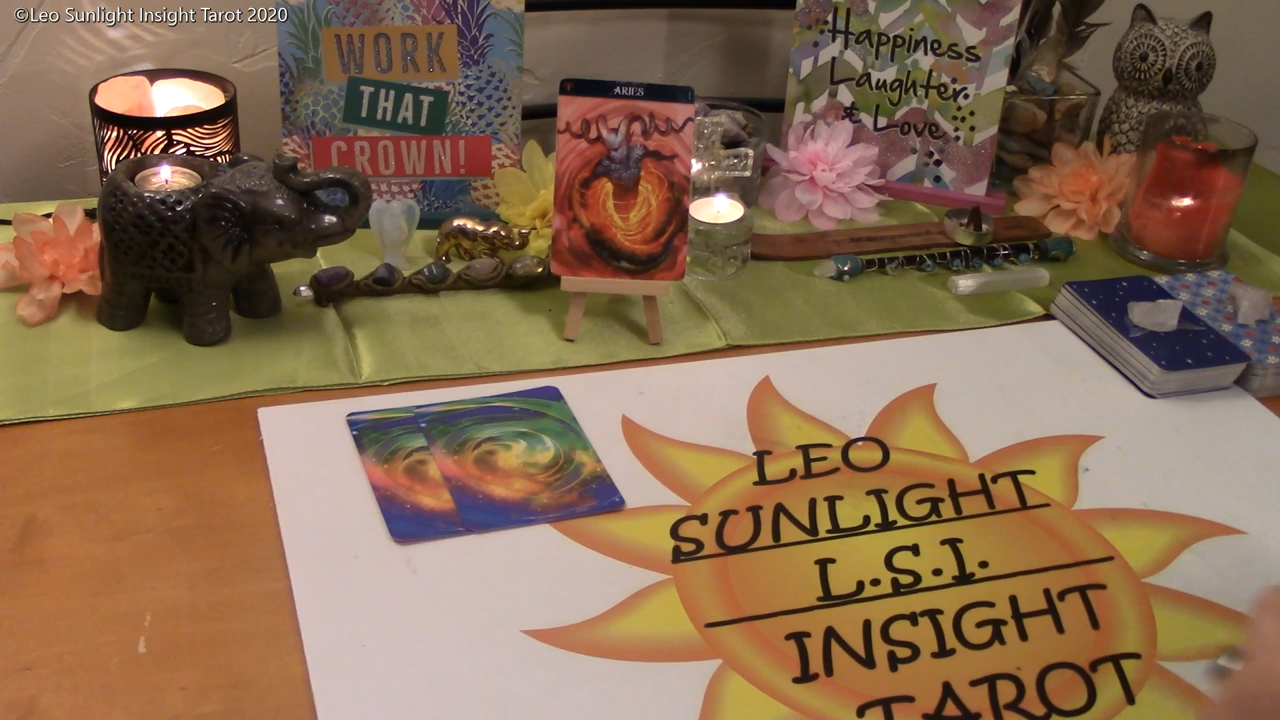 ©Leo Sunlight Insight Tarot 2020
WORK
THAT
CROWN!
ARIES
Happiness
Laughter
& Love
LEO
SUNLIGHT
L.S.I.
INSIGHT
TAROT